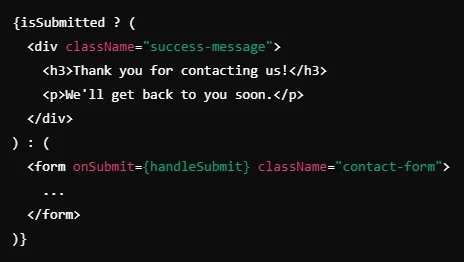 {isSubmitted ? (
  <div className="success-message">
    <h3>Thank you for contacting us!</h3>
    <p>We'll get back to you soon.</p>
  </div>
) : (
  <form onSubmit={handleSubmit} className="contact-form">
    ...
  </form>
)}